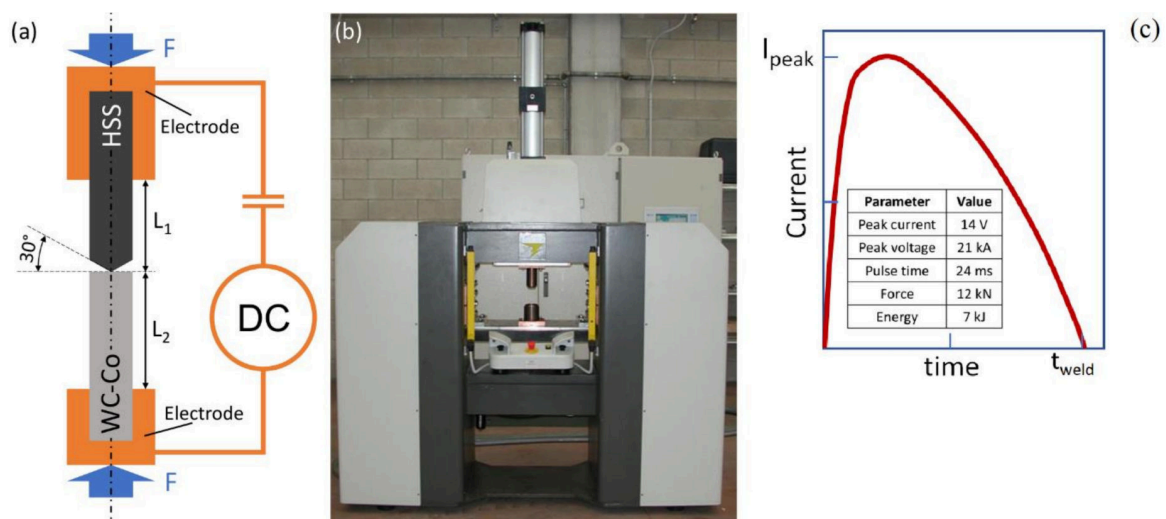 (a)
F
HSS
Electrode
L1
30°
L2
DC
WC-Co
Electrode
F
(b)
(c)
Ipeak
Current
Parameter Value
Peak current 14 V
Peak voltage 21 kA
Pulse time 24 ms
Force 12 kN
Energy 7 kJ
time
tweld